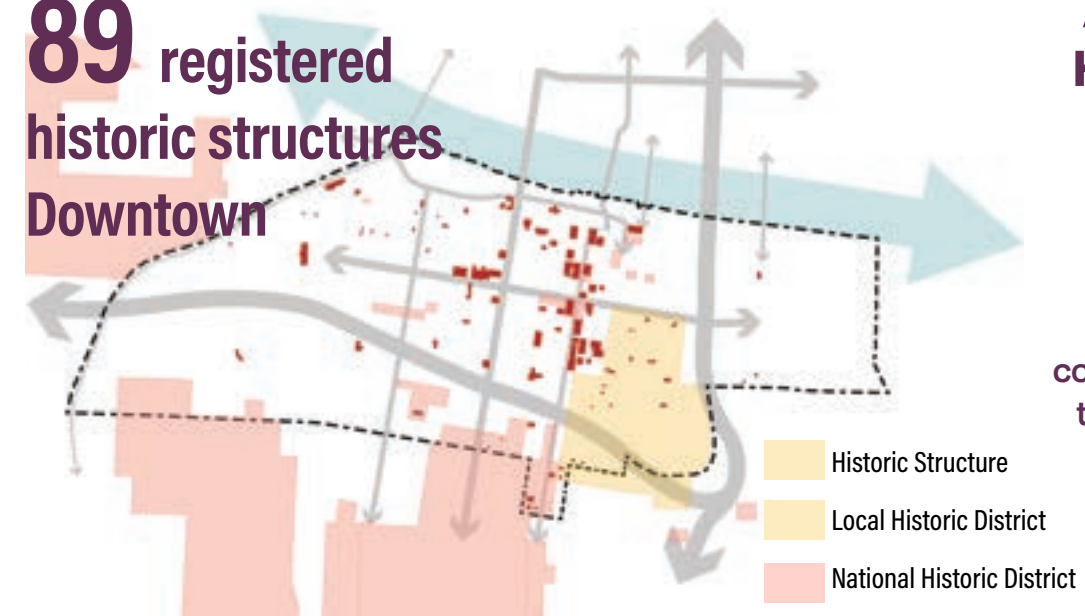 89 registered
historic structures
Downtown
Historic Structure
Local Historic District
National Historic District